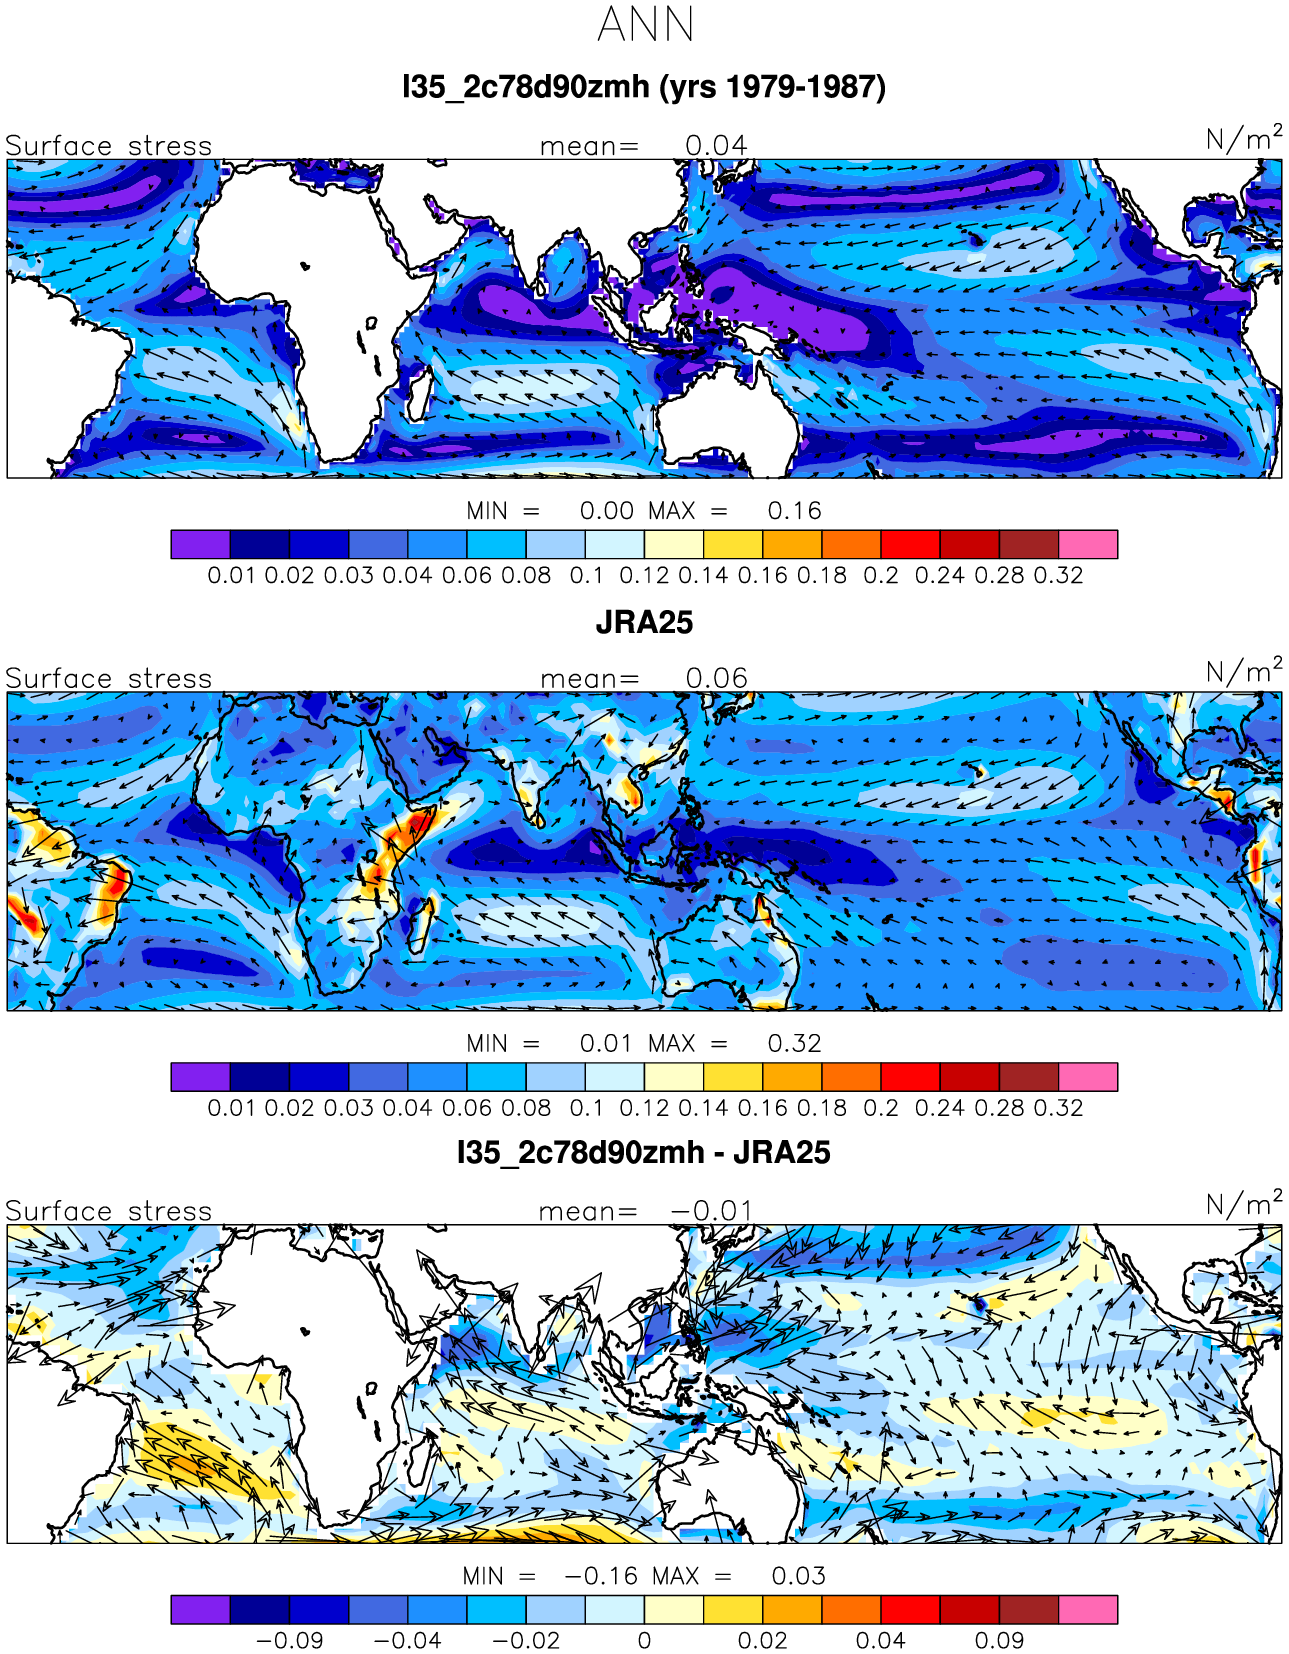 ANN
I35_2c78d90zmh (yrs 1979-1987)
Surface stress mean= 0.04 N/m²
MIN = 0.00 MAX = 0.16
0.01 0.02 0.03 0.04 0.06 0.08 0.1 0.12 0.14 0.16 0.18 0.2 0.24 0.28 0.32
JRA25
Surface stress mean= 0.06 N/m²
MIN = 0.01 MAX = 0.32
0.01 0.02 0.03 0.04 0.06 0.08 0.1 0.12 0.14 0.16 0.18 0.2 0.24 0.28 0.32
I35_2c78d90zmh - JRA25
Surface stress mean= −0.01 N/m²
MIN = −0.16 MAX = 0.03
−0.09 −0.04 −0.02 0 0.02 0.04 0.09